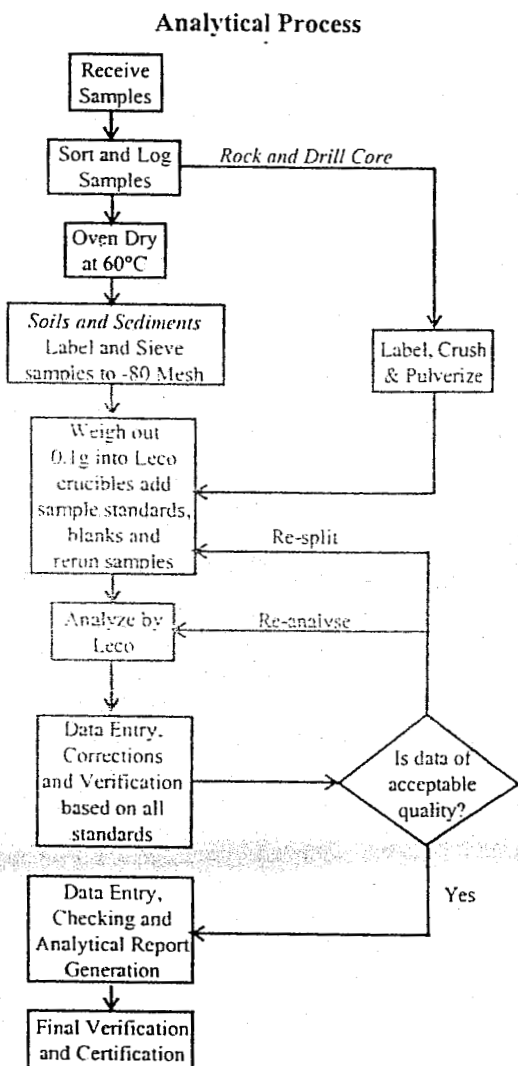 Analytical Process
Receive
Samples
Sort and Log
Samples
Rock and Drill Core
Oven Dry
at 60°C
Soils and Sediments
Label and Sieve
samples to -80 Mesh
Label, Crush
& Pulverize
Weigh out
0.1g into Leco
crucibles add
sample standards,
blanks and
rerun samples
Re-split
Analyze by
Leco
Re-analyse
Data Entry,
Corrections
and Verification
based on all
standards
Is data of
acceptable
quality?
Yes
Data Entry,
Checking and
Analytical Report
Generation
Final Verification
and Certification